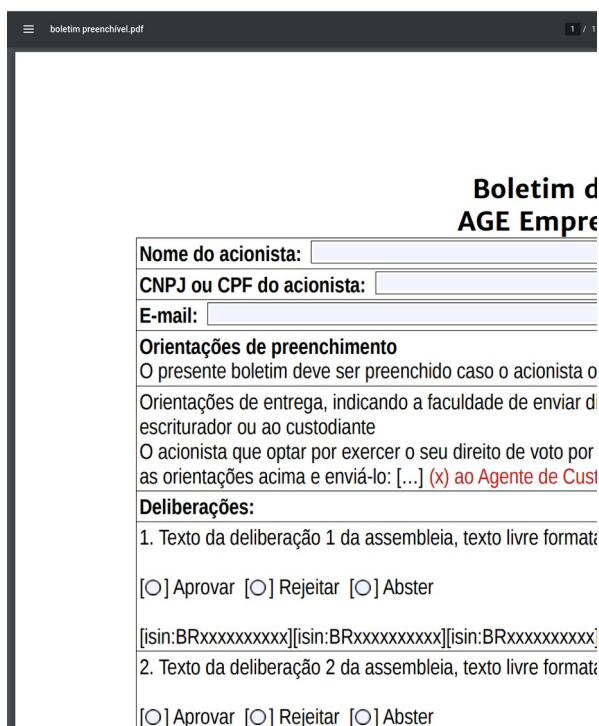 boletim preenchível.pdf
1 / 1
Boletim d
AGE Empre
Nome do acionista:
CNPJ ou CPF do acionista:
E-mail:
Orientações de preenchimento
O presente boletim deve ser preenchido caso o acionista o
Orientações de entrega, indicando a faculdade de enviar di
escriturador ou ao custodiante
O acionista que optar por exercer o seu direito de voto por
as orientações acima e enviá-lo: […] (x) ao Agente de Cust
Deliberações:
1. Texto da deliberação 1 da assembleia, texto livre formata
[O] Aprovar [O] Rejeitar [O] Abster
[isin:BRxxxxxxxxxx][isin:BRxxxxxxxxxx][isin:BRxxxxxxxxxx]
2. Texto da deliberação 2 da assembleia, texto livre formata
[O] Aprovar [O] Rejeitar [O] Abster